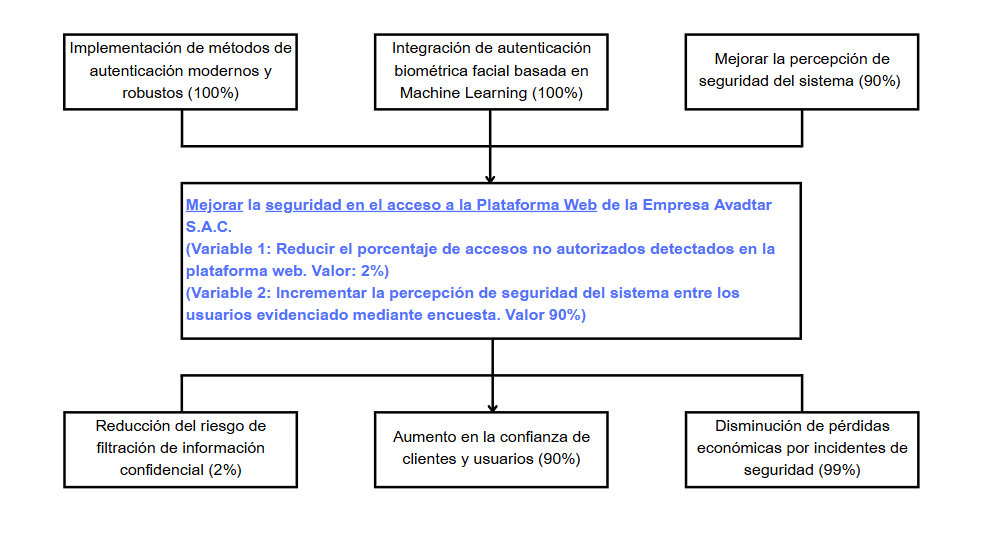 Implementación de métodos de
autenticación modernos y
robustos (100%)
Integración de autenticación
biométrica facial basada en
Machine Learning (100%)
Mejorar la percepción de
seguridad del sistema (90%)
Mejorar la seguridad en el acceso a la Plataforma Web de la Empresa Avadtar
S.A.C.
(Variable 1: Reducir el porcentaje de accesos no autorizados detectados en la
plataforma web. Valor: 2%)
(Variable 2: Incrementar la percepción de seguridad del sistema entre los
usuarios evidenciado mediante encuesta. Valor 90%)
Reducción del riesgo de
filtración de información
confidencial (2%)
Aumento en la confianza de
clientes y usuarios (90%)
Disminución de pérdidas
económicas por incidentes de
seguridad (99%)